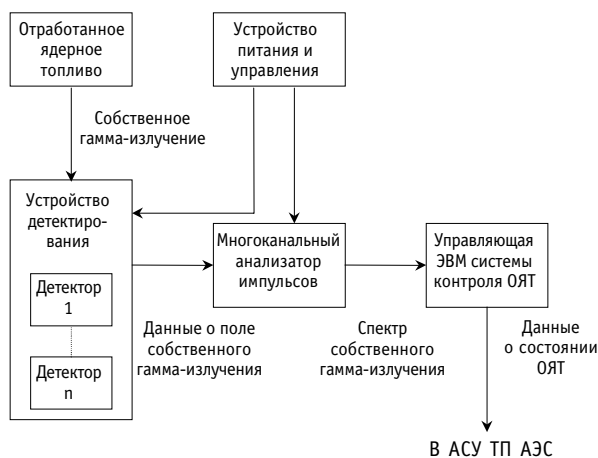 Отработанное
ядерное
топливо
Устройство
питания и
управления
Собственное
гамма-излучение
Устройство
детектиро-
вания
Детектор
1
Детектор
n
Многоканальный
анализатор
импульсов
Управляющая
ЭВМ системы
контроля ОЯТ
Данные о поле
собственного
гамма-излучения
Спектр
собственного
гамма-излучения
Данные
о состоянии
ОЯТ
В АСУ ТП АЭС